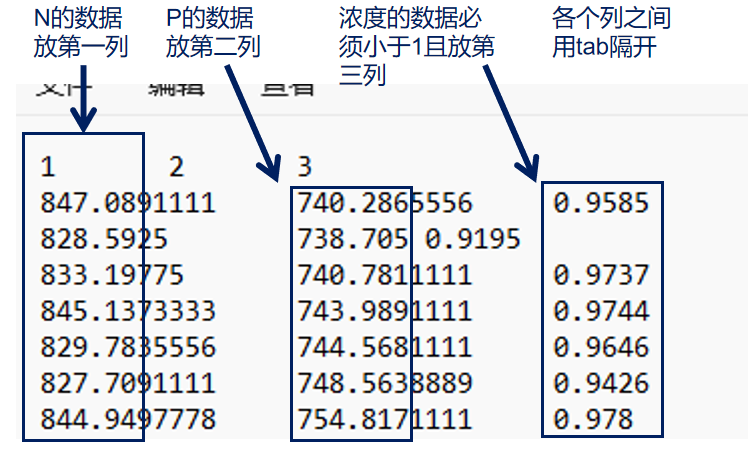 N的数据
放第一列
P的数据
放第二列
浓度的数据必
须小于1且放第
三列
各个列之间
用tab隔开
文件 编辑 查看
1 2 3
847.0891111 740.2865556 0.9585
828.5925 738.705 0.9195
833.19775 740.7811111 0.9737
845.1373333 743.9891111 0.9744
829.7835556 744.5681111 0.9646
827.7091111 748.5638889 0.9426
844.9497778 754.8171111 0.978